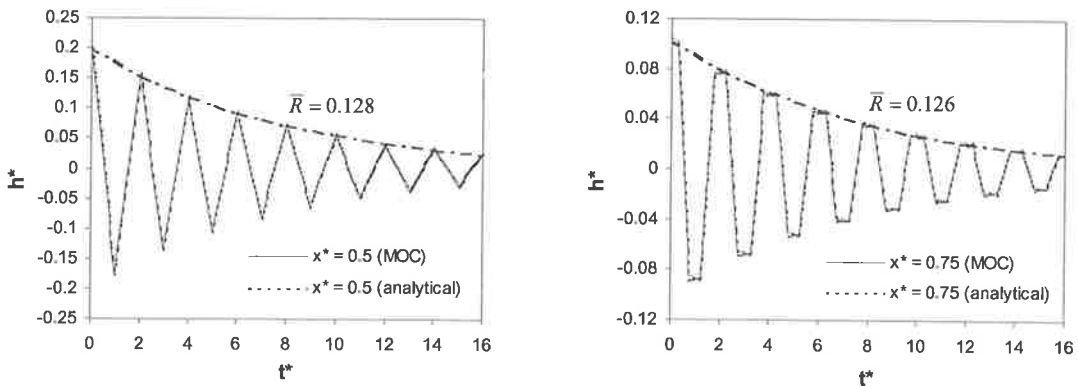 0.25
0.2
0.15
0.1
0.05
0
-0.05
-0.1
-0.15
-0.2
-0.25
h*
R̅ = 0.128
x* = 0.5 (MOC)
x* = 0.5 (analytical)
0 2 4 6 8 10 12 14 16
t*
0.12
0.08
0.04
0
-0.04
-0.08
-0.12
h*
R̅ = 0.126
x* = 0.75 (MOC)
x* = 0.75 (analytical)
0 2 4 6 8 10 12 14 16
t*